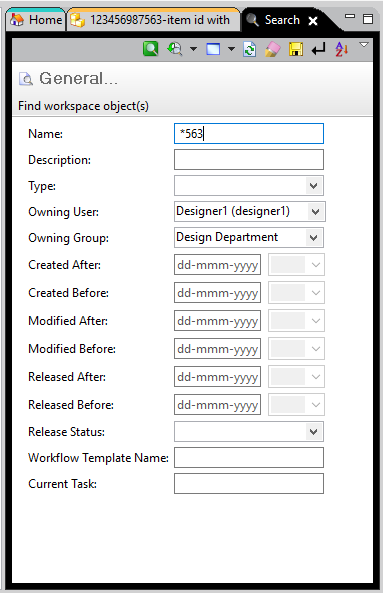 Home
123456987563-item id with
Search
General...
Find workspace object(s)
Name: *563
Description:
Type:
Owning User: Designer1 (designer1)
Owning Group: Design Department
Created After: dd-mmm-yyyy
Created Before: dd-mmm-yyyy
Modified After: dd-mmm-yyyy
Modified Before: dd-mmm-yyyy
Released After: dd-mmm-yyyy
Released Before: dd-mmm-yyyy
Release Status:
Workflow Template Name:
Current Task: